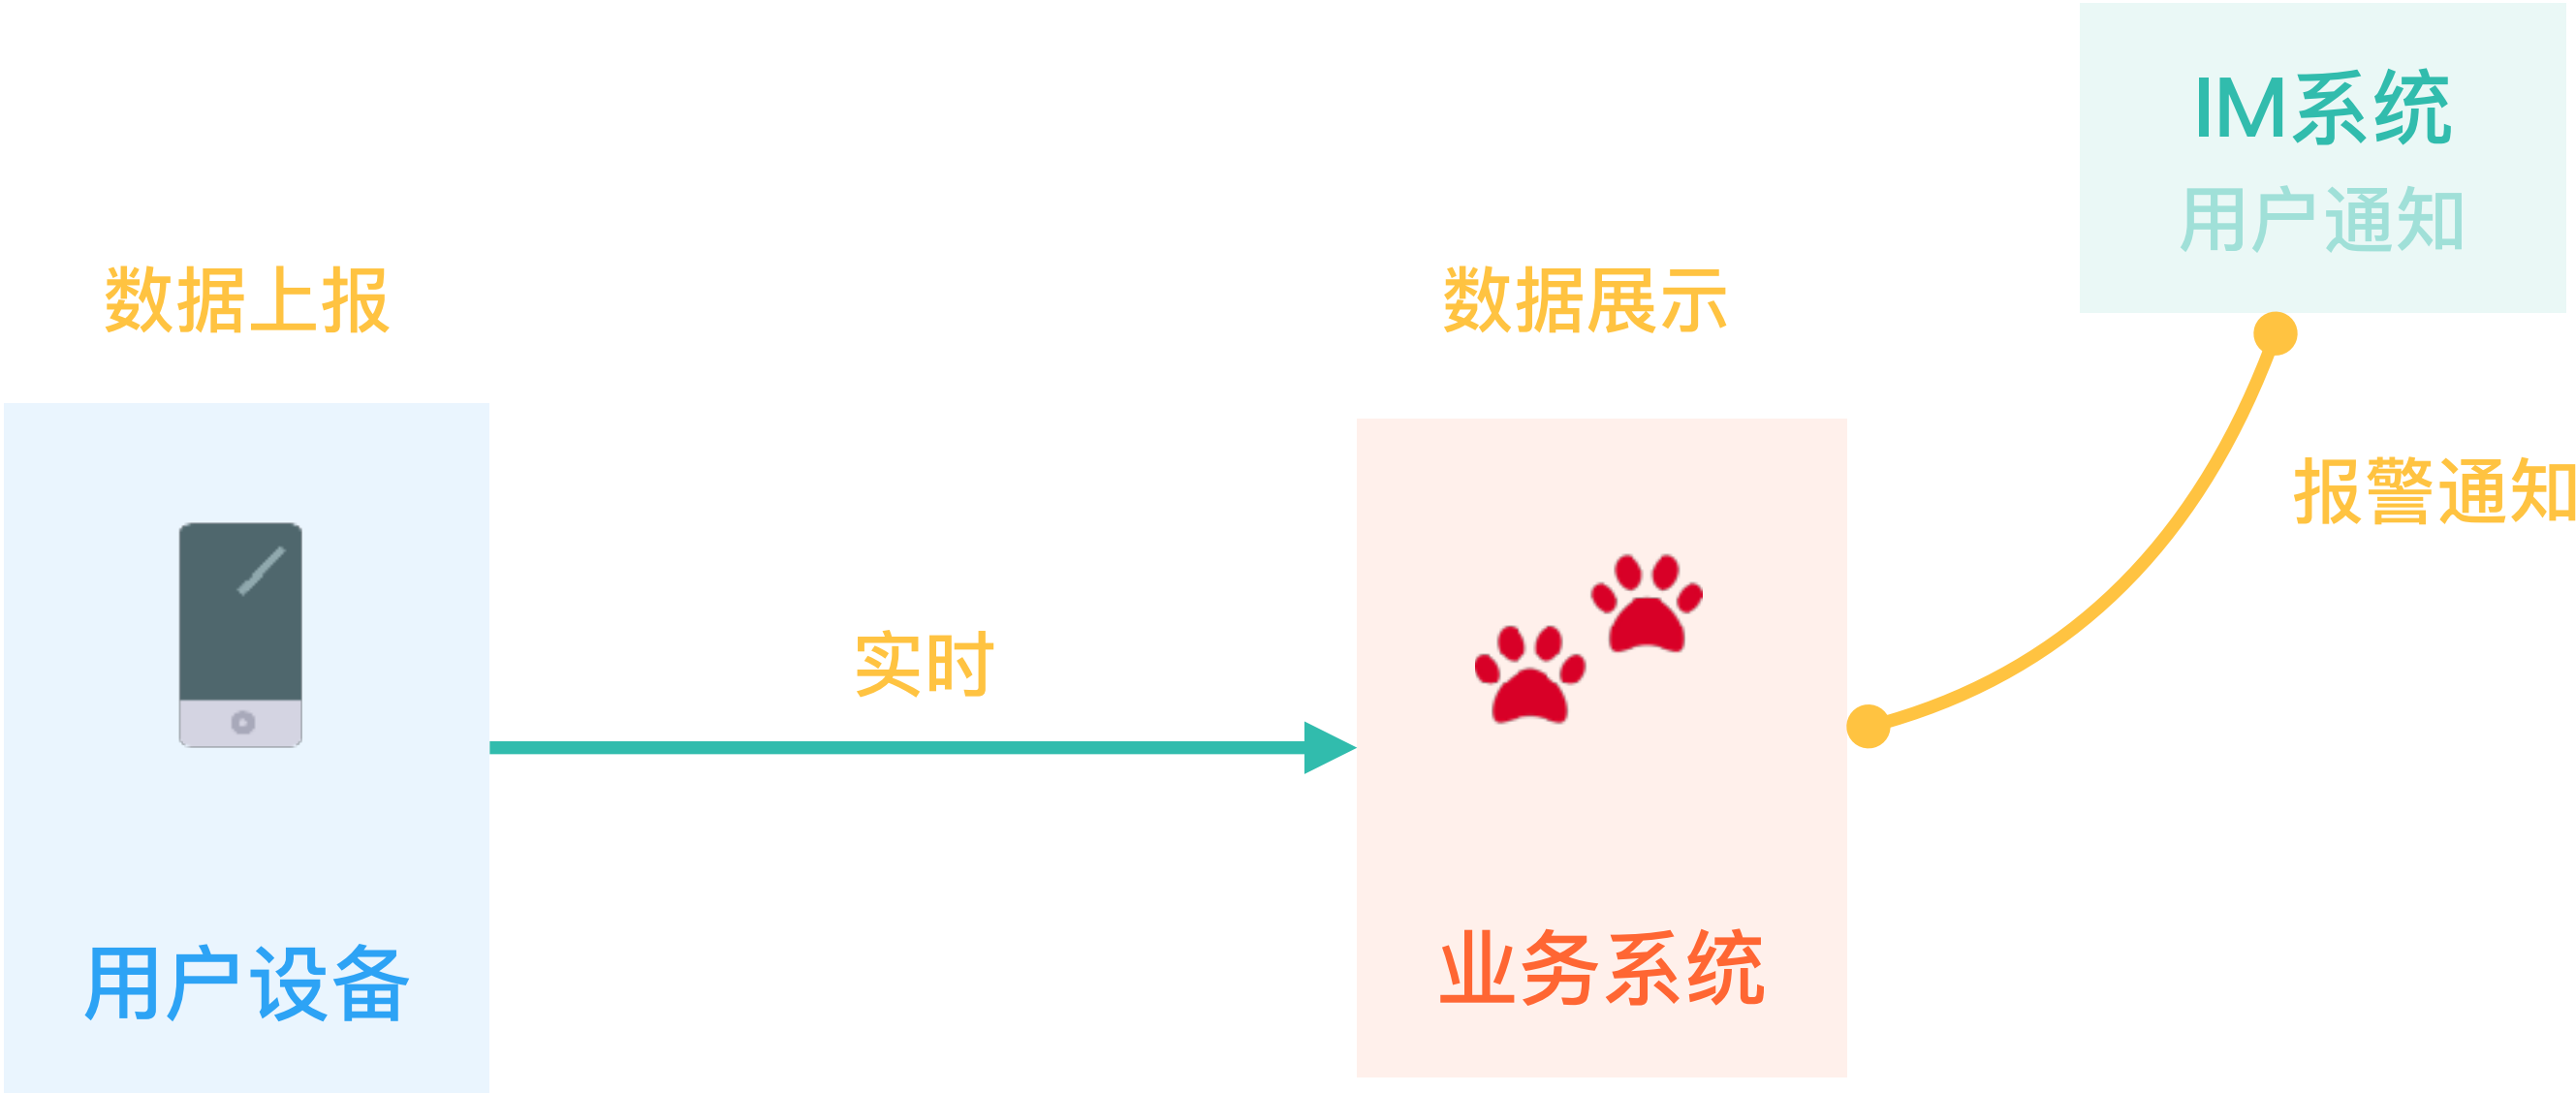 IM系统
用户通知
数据上报
数据展示
报警通知
实时
用户设备
业务系统